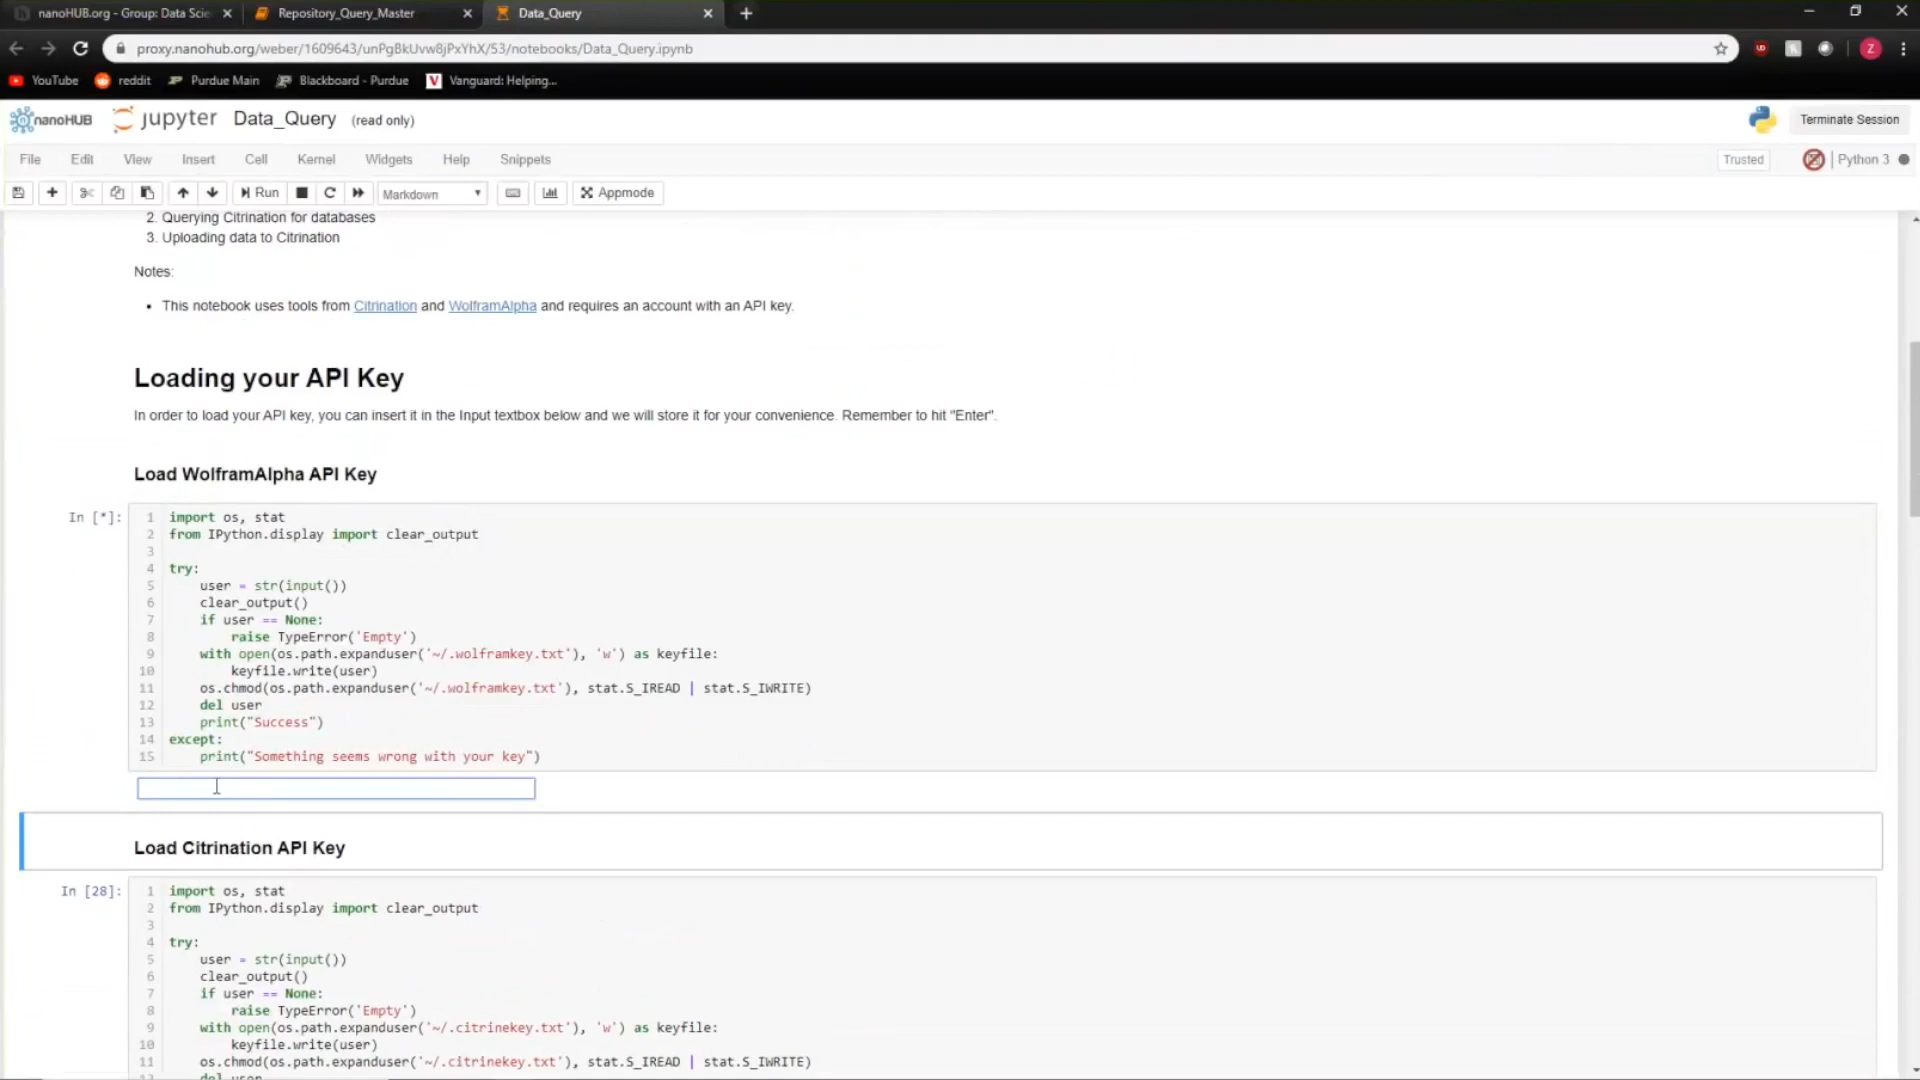 nanoHUB.org - Group: Data Scie
Repository_Query_Master
Data_Query
proxy.nanohub.org/weber/1609643/unPgBkUvw8jPxYhX/53/notebooks/Data_Query.ipynb
YouTube
reddit
Purdue Main
Blackboard - Purdue
Vanguard: Helping...
nanoHUB jupyter Data_Query (read only)
Terminate Session
File Edit View Insert Cell Kernel Widgets Help Snippets
Trusted
Python 3
Run
Markdown
Appmode
2. Querying Citrination for databases
3. Uploading data to Citrination
Notes:
• This notebook uses tools from Citrination and WolframAlpha and requires an account with an API key.
Loading your API Key
In order to load your API key, you can insert it in the Input textbox below and we will store it for your convenience. Remember to hit "Enter".
Load WolframAlpha API Key
In [*]:
1 import os, stat
2 from IPython.display import clear_output
3
4 try:
5 user = str(input())
6 clear_output()
7 if user == None:
8 raise TypeError('Empty')
9 with open(os.path.expanduser('~/.wolframkey.txt'), 'w') as keyfile:
10 keyfile.write(user)
11 os.chmod(os.path.expanduser('~/.wolframkey.txt'), stat.S_IREAD | stat.S_IWRITE)
12 del user
13 print("Success")
14 except:
15 print("Something seems wrong with your key")
Load Citrination API Key
In [28]:
1 import os, stat
2 from IPython.display import clear_output
3
4 try:
5 user = str(input())
6 clear_output()
7 if user == None:
8 raise TypeError('Empty')
9 with open(os.path.expanduser('~/.citrinekey.txt'), 'w') as keyfile:
10 keyfile.write(user)
11 os.chmod(os.path.expanduser('~/.citrinekey.txt'), stat.S_IREAD | stat.S_IWRITE)
12 del user